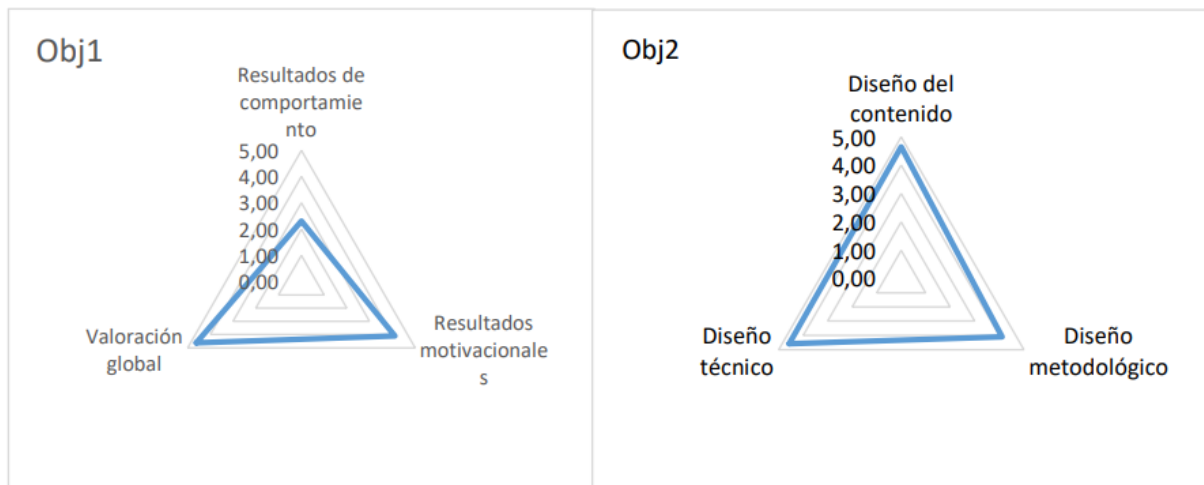 Obj1
Resultados de
comportamie
nto
5,00
4,00
3,00
2,00
1,00
0,00
Valoración
global
Resultados
motivacionale
s
Obj2
Diseño del
contenido
5,00
4,00
3,00
2,00
1,00
0,00
Diseño
técnico
Diseño
metodológico